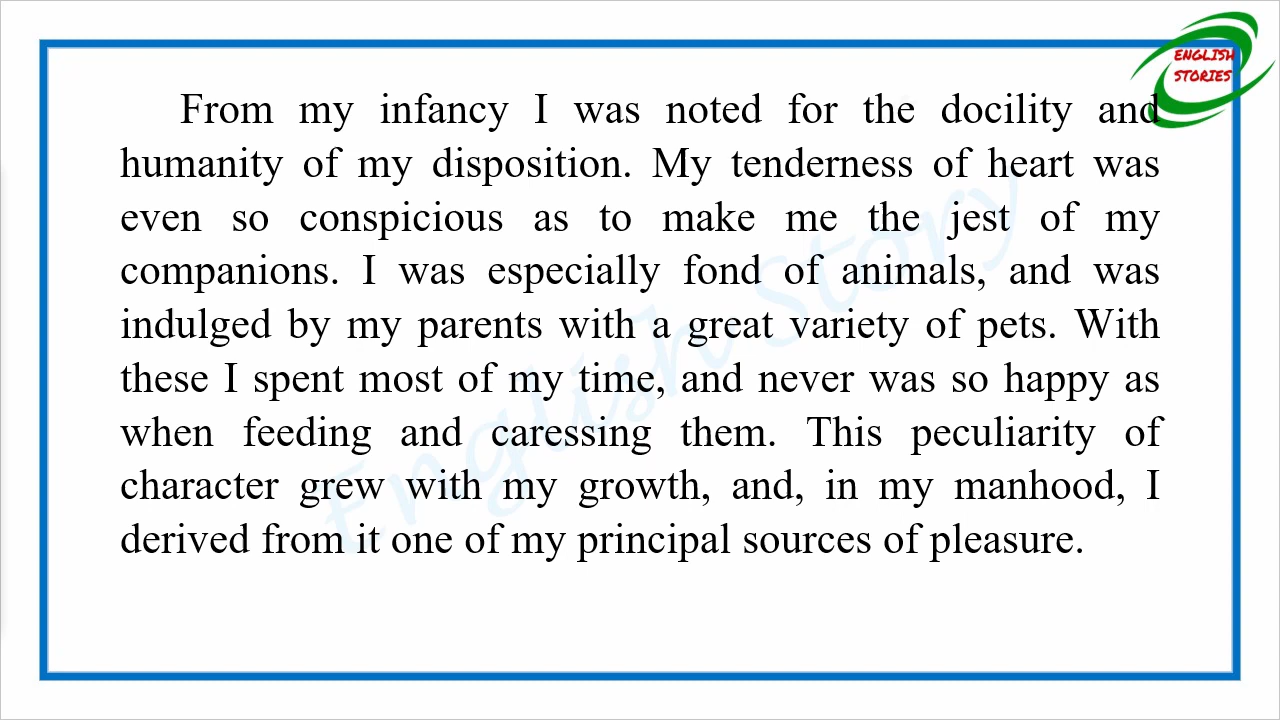 ENGLISH
STORIES
From my infancy I was noted for the docility and
humanity of my disposition. My tenderness of heart was
even so conspicious as to make me the jest of my
companions. I was especially fond of animals, and was
indulged by my parents with a great variety of pets. With
these I spent most of my time, and never was so happy as
when feeding and caressing them. This peculiarity of
character grew with my growth, and, in my manhood, I
derived from it one of my principal sources of pleasure.
English Story